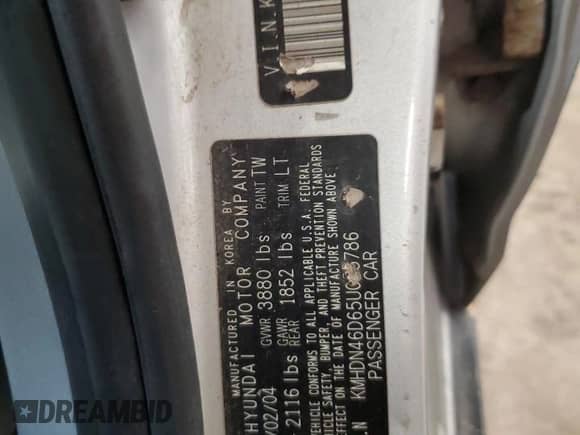 V.I.N.K
MANUFACTURED IN KOREA BY
HYUNDAI MOTOR COMPANY
/02/04 GVWR 3880 lbs PAINT TW
2116 lbs GAWR REAR 1852 lbs TRIM LT
VEHICLE CONFORMS TO ALL APPLICABLE U.S.A. FEDERAL
VEHICLE SAFETY, BUMPER, AND THEFT PREVENTION STANDARDS
ON THE DATE OF MANUFACTURE SHOWN ABOVE
PASSENGER CAR
DREAMBID